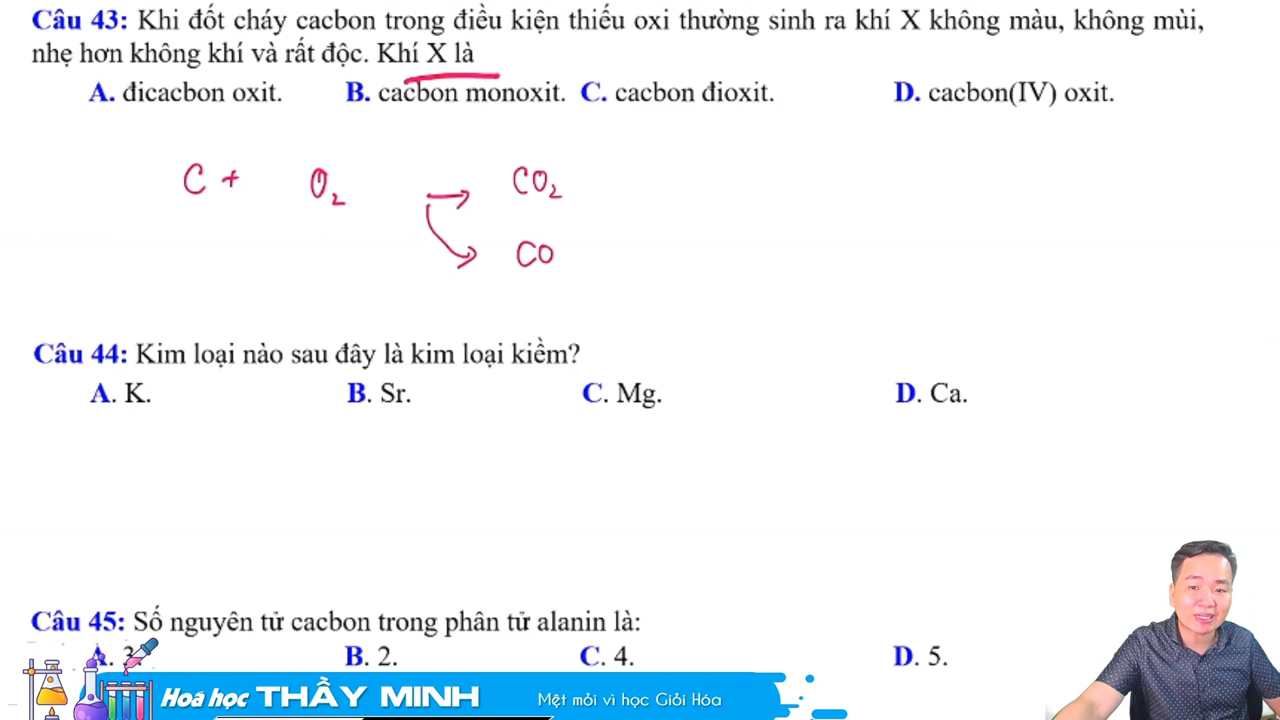 Câu 43: Khi đốt cháy cacbon trong điều kiện thiếu oxi thường sinh ra khí X không màu, không mùi,
nhẹ hơn không khí và rất độc. Khí X là
A. đicacbon oxit. B. cacbon monoxit. C. cacbon đioxit. D. cacbon(IV) oxit.
C + O₂ → CO₂
→ CO
Câu 44: Kim loại nào sau đây là kim loại kiềm?
A. K. B. Sr. C. Mg. D. Ca.
Câu 45: Số nguyên tử cacbon trong phân tử alanin là:
A. 3. B. 2. C. 4. D. 5.
Hoá học THẦY MINH Mệt mỏi vì học Giỏi Hóa